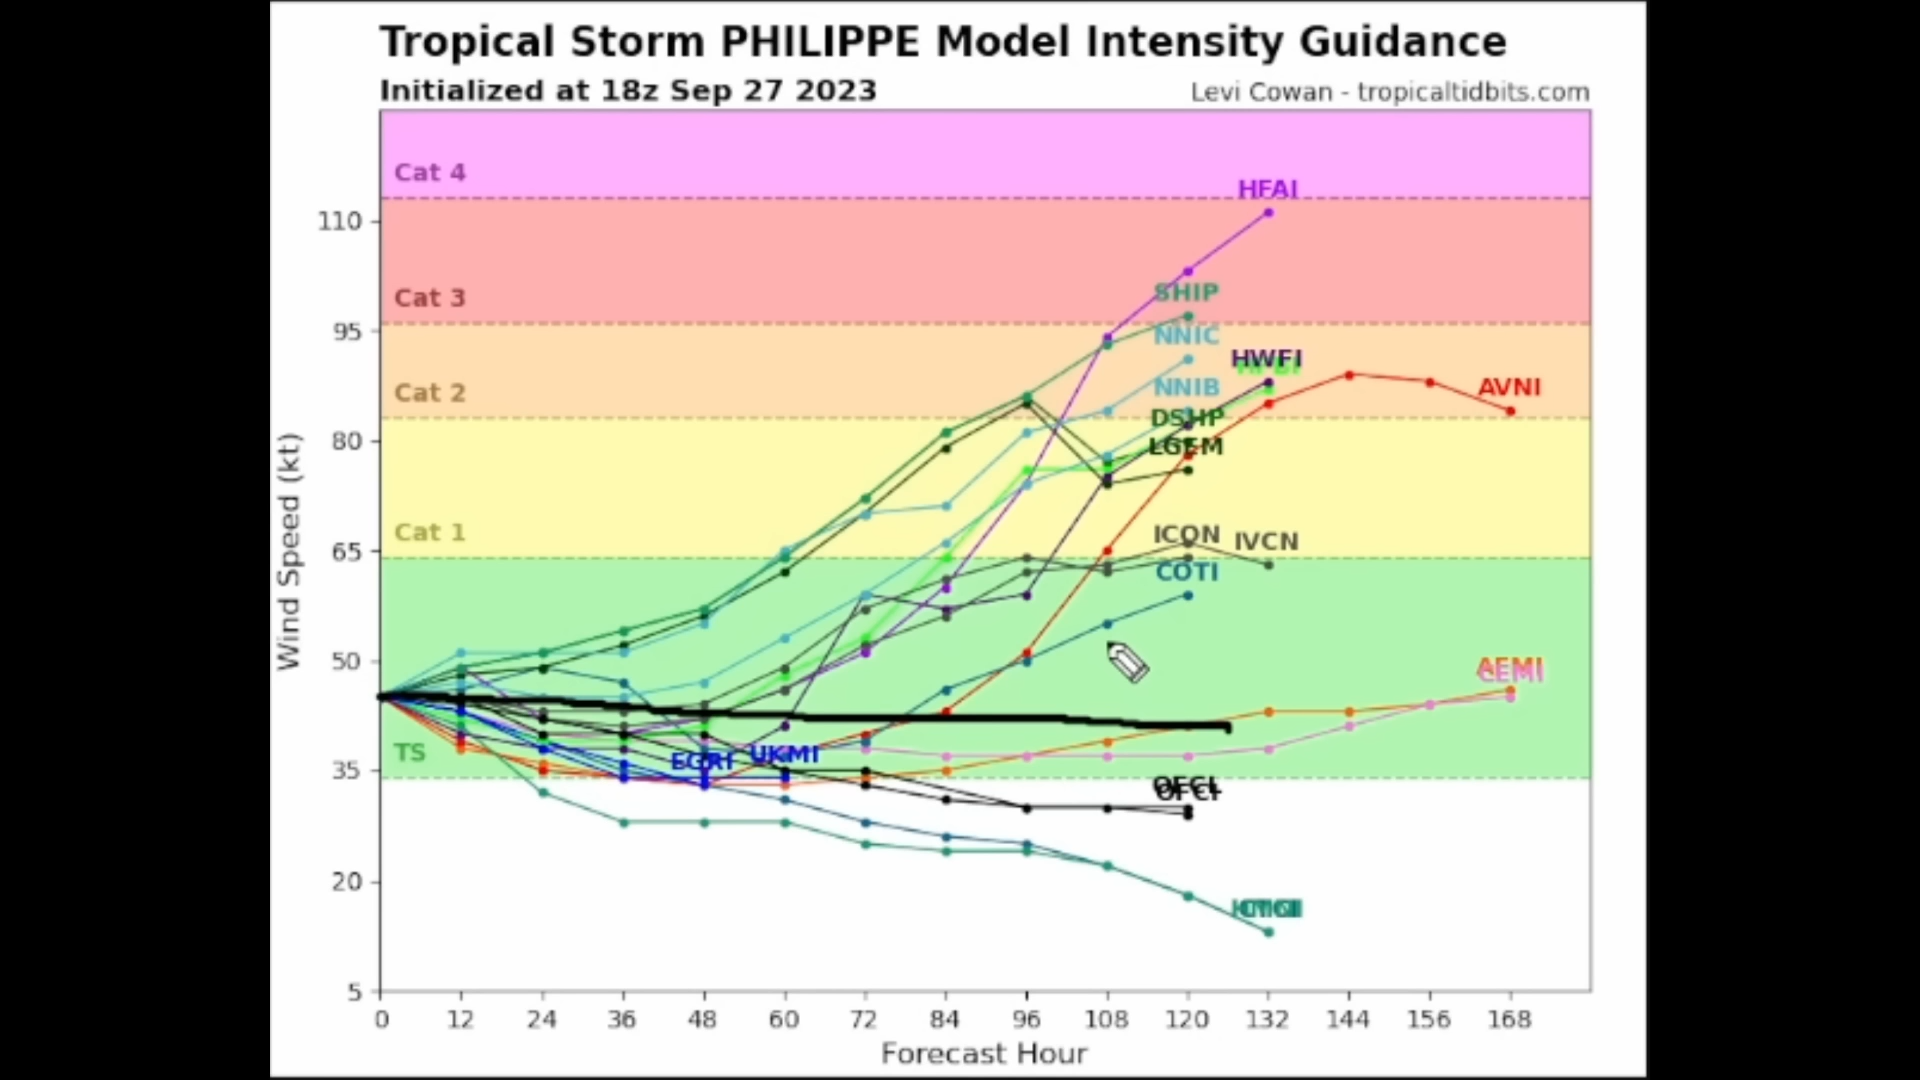 Tropical Storm PHILIPPE Model Intensity Guidance
Initialized at 18z Sep 27 2023
Levi Cowan - tropicaltidbits.com
Cat 4
HFAI
110
SHIP
Cat 3
95
NNIC
HWFI
Cat 2
NNIB
AVNI
DSHP
80
LGEM
Cat 1
ICON
IVCN
65
COTI
50
AEMI
CEMI
TS
EGRI
UKMI
35
OFCL
OFCI
20
5
0 12 24 36 48 60 72 84 96 108 120 132 144 156 168
Forecast Hour
Wind Speed (kt)